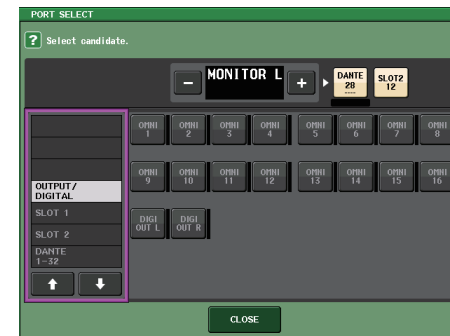 PORT SELECT
? Select candidate.
− MONITOR L + DANTE 28 ---- SLOT2 12
OMNI 1 OMNI 2 OMNI 3 OMNI 4 OMNI 5 OMNI 6 OMNI 7 OMNI 8
OMNI 9 OMNI 10 OMNI 11 OMNI 12 OMNI 13 OMNI 14 OMNI 15 OMNI 16
DIGI OUT L DIGI OUT R
OUTPUT/
DIGITAL
SLOT 1
SLOT 2
DANTE
1-32
CLOSE